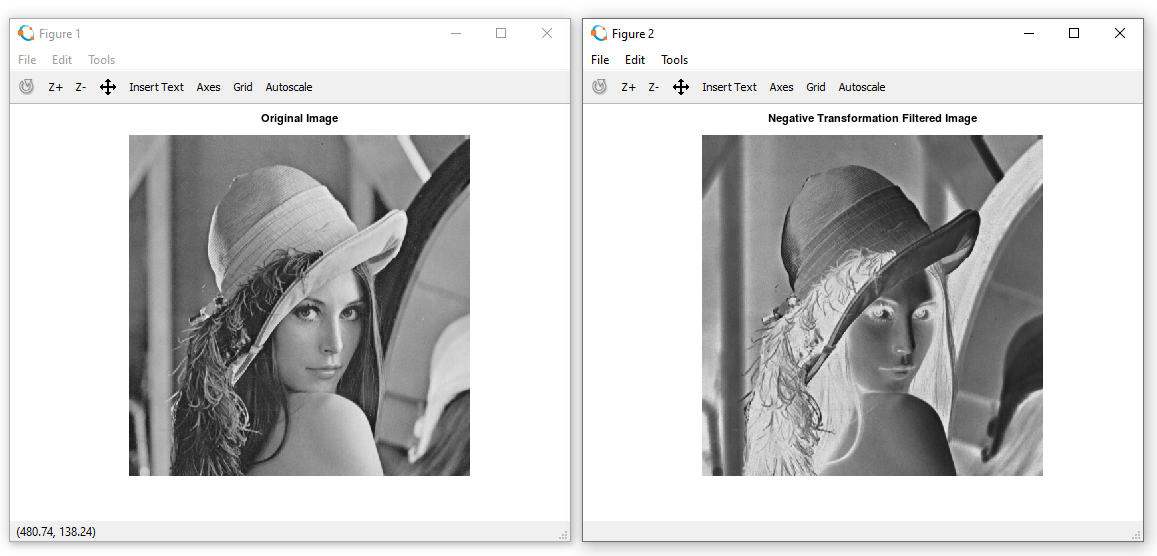 Figure 1
File Edit Tools
Z+ Z- Insert Text Axes Grid Autoscale
Original Image
(480.74, 138.24)
Figure 2
File Edit Tools
Z+ Z- Insert Text Axes Grid Autoscale
Negative Transformation Filtered Image